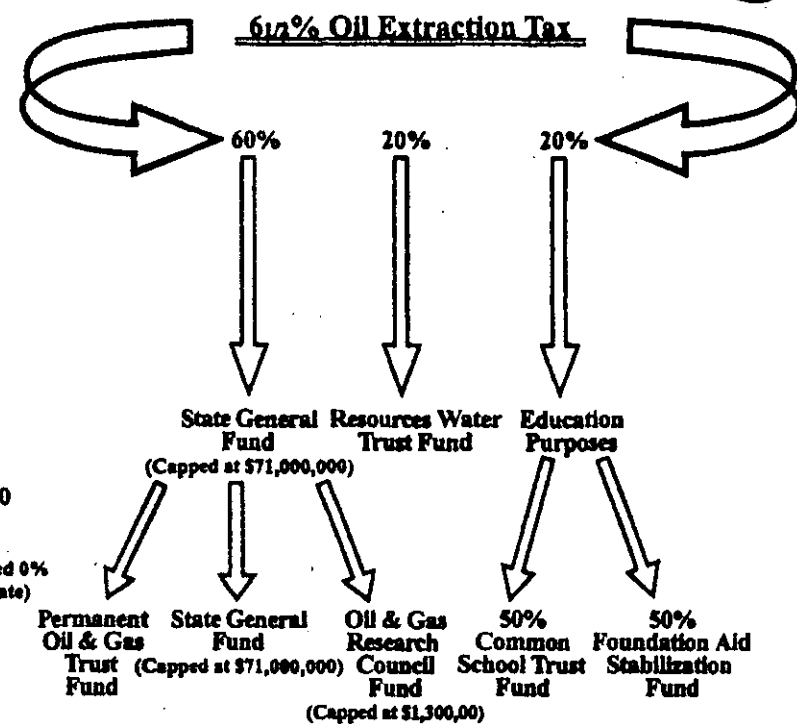 6 1/2% Oil Extraction Tax
60%
20%
20%
State General
Fund
(Capped at $71,000,000)
Resources Water
Trust Fund
Education
Purposes
0
ed 0%
ate)
Permanent
Oil & Gas
Trust
Fund
State General
Fund
(Capped at $71,000,000)
Oil & Gas
Research
Council
Fund
(Capped at $1,300,00)
50%
Common
School Trust
Fund
50%
Foundation Aid
Stabilization
Fund